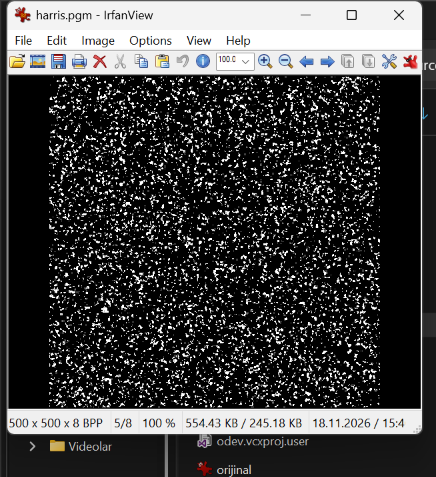 harris.pgm - IrfanView
File Edit Image Options View Help
500 x 500 x 8 BPP 5/8 100 % 554.43 KB / 245.18 KB 18.11.2026 / 15:4
Videolar
odev.vcxproj.user
orijinal